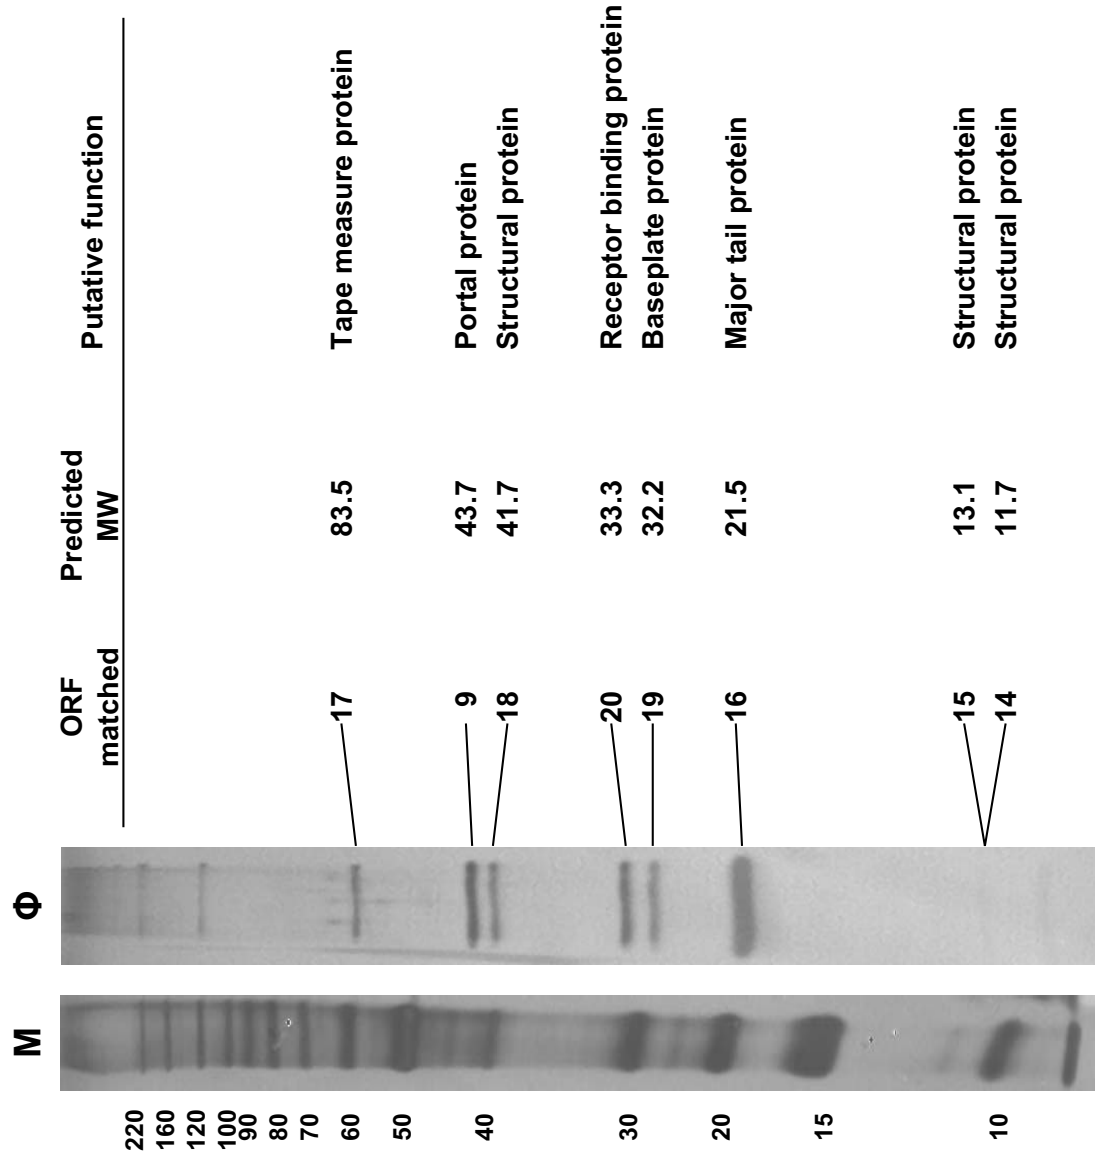 M
Φ
ORF matched
Predicted MW
Putative function
220
160
120
100
90
80
70
60
50
40
30
20
15
10
17 83.5 Tape measure protein
9 43.7 Portal protein
18 41.7 Structural protein
20 33.3 Receptor binding protein
19 32.2 Baseplate protein
16 21.5 Major tail protein
15 13.1 Structural protein
14 11.7 Structural protein